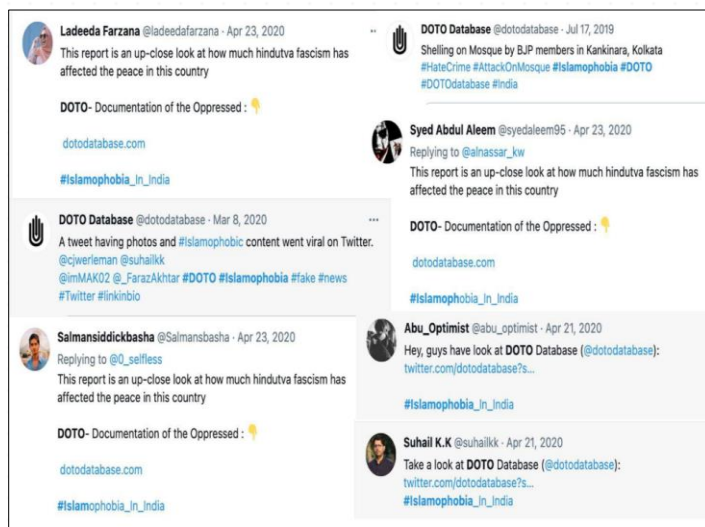 Ladeeda Farzana @ladeedafarzana · Apr 23, 2020
This report is an up-close look at how much hindutva fascism has
affected the peace in this country
DOTO- Documentation of the Oppressed : 👇
dotodatabase.com
#Islamophobia_In_India
DOTO Database @dotodatabase · Mar 8, 2020
A tweet having photos and #Islamophobic content went viral on Twitter.
@cjwerleman @suhailkk
@imMAK02 @_FarazAkhtar #DOTO #Islamophobia #fake #news
#Twitter #linkinbio
Salmansiddickbasha @Salmansbasha · Apr 23, 2020
Replying to @0_selfless
This report is an up-close look at how much hindutva fascism has
affected the peace in this country
DOTO- Documentation of the Oppressed : 👇
dotodatabase.com
#Islamophobia_In_India
DOTO Database @dotodatabase · Jul 17, 2019
Shelling on Mosque by BJP members in Kankinara, Kolkata
#HateCrime #AttackOnMosque #Islamophobia #DOTO
#DOTOdatabase #India
Syed Abdul Aleem @syedaleem95 · Apr 23, 2020
Replying to @alnassar_kw
This report is an up-close look at how much hindutva fascism has
affected the peace in this country
DOTO- Documentation of the Oppressed : 👇
dotodatabase.com
#Islamophobia_In_India
Abu_Optimist @abu_optimist · Apr 21, 2020
Hey, guys have look at DOTO Database (@dotodatabase):
twitter.com/dotodatabase?s...
#Islamophobia_In_India
Suhail K.K @suhailkk · Apr 21, 2020
Take a look at DOTO Database (@dotodatabase):
twitter.com/dotodatabase?s...
#Islamophobia_In_India